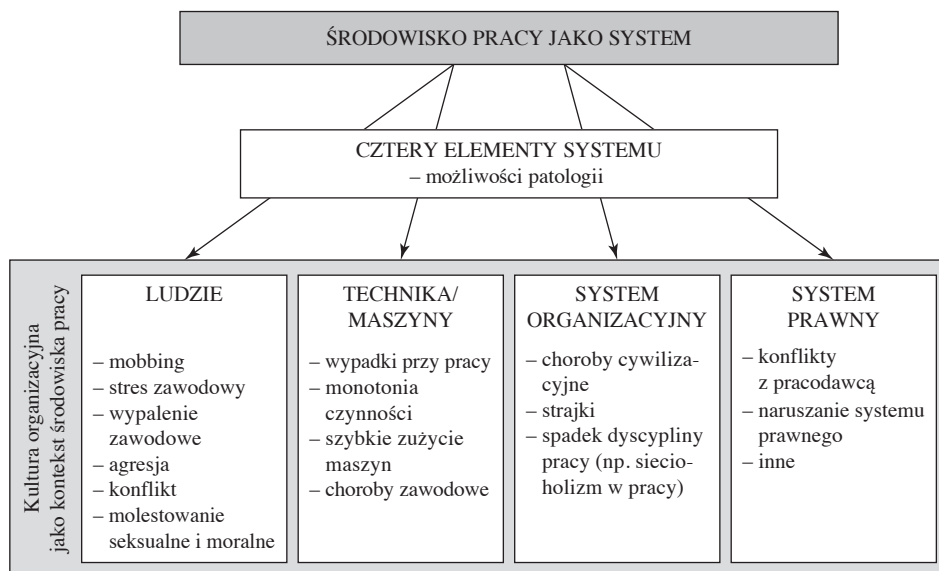 ŚRODOWISKO PRACY JAKO SYSTEM
CZTERY ELEMENTY SYSTEMU
– możliwości patologii
Kultura organizacyjna
jako kontekst środowiska pracy
LUDZIE
– mobbing
– stres zawodowy
– wypalenie
zawodowe
– agresja
– konflikt
– molestowanie
seksualne i moralne
TECHNIKA/
MASZYNY
– wypadki przy pracy
– monotonia
czynności
– szybkie zużycie
maszyn
– choroby zawodowe
SYSTEM
ORGANIZACYJNY
– choroby cywiliza-
cyjne
– strajki
– spadek dyscypliny
pracy (np. siecio-
holizm w pracy)
SYSTEM
PRAWNY
– konflikty
z pracodawcą
– naruszanie systemu
prawnego
– inne